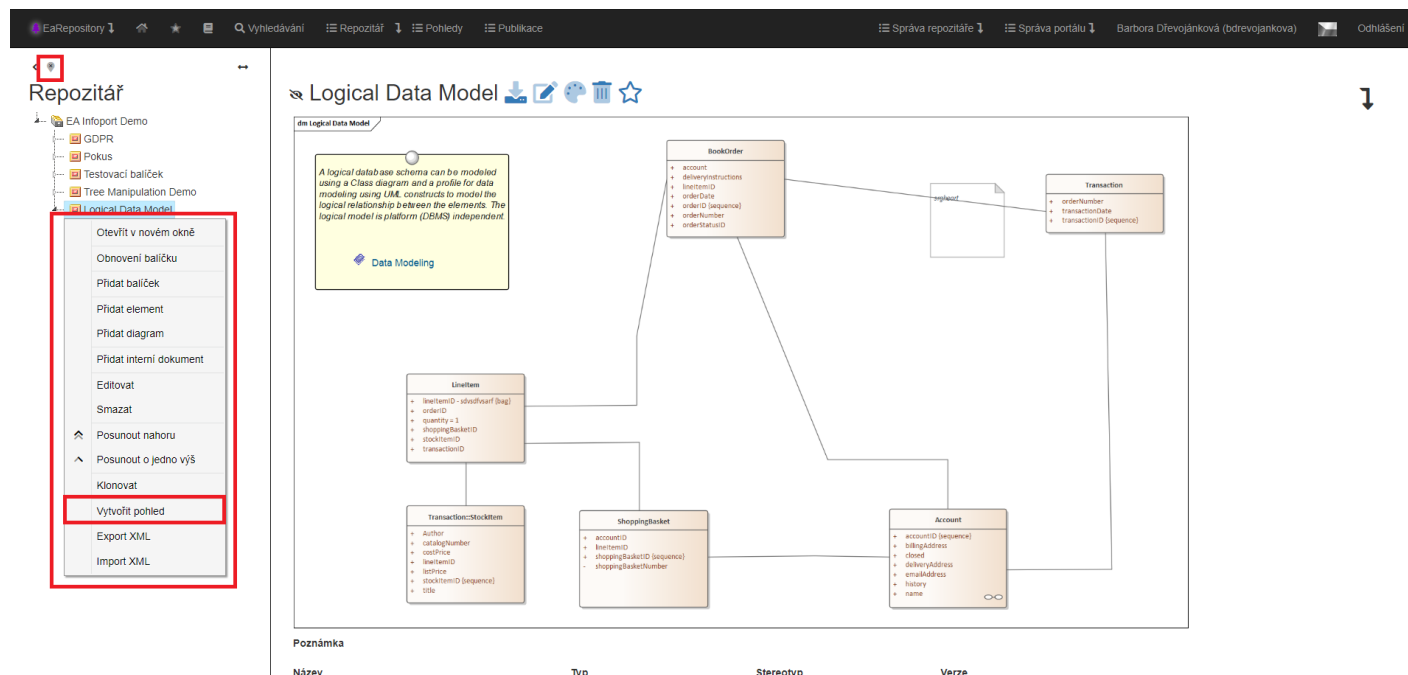 EaRepository
Vyhledávání
Repozitář
Pohledy
Publikace
Správa repozitáře
Správa portálu
Barbora Dřevojánková (bdrevojankova)
Odhlášení
Repozitář
EA Infoport Demo
GDPR
Pokus
Testovací balíček
Tree Manipulation Demo
Logical Data Model
Otevřít v novém okně
Obnovení balíčku
Přidat balíček
Přidat element
Přidat diagram
Přidat interní dokument
Editovat
Smazat
Posunout nahoru
Posunout o jedno výš
Klonovat
Vytvořit pohled
Export XML
Import XML
Logical Data Model
dm Logical Data Model
A logical database schema can be modeled
using a Class diagram and a profile for data
modeling using UML constructs to model the
logical relationship between the elements. The
logical model is platform (DBMS) independent.
Data Modeling
BookOrder
+ account
+ deliveryInstructions
+ lineItemID
+ orderDate
+ orderID {sequence}
+ orderNumber
+ orderStatusID
Transaction
+ orderNumber
+ transactionDate
+ transactionID {sequence}
LineItem
+ lineItemID - sdvsdfvsarf {bag}
+ orderID
+ quantity = 1
+ shoppingBasketID
+ stockItemID
+ transactionID
Transaction::StockItem
+ Author
+ catalogNumber
+ costPrice
+ lineItemID
+ listPrice
+ stockItemID {sequence}
+ title
ShoppingBasket
+ accountID
+ lineItemID
+ shoppingBasketID {sequence}
- shoppingBasketNumber
Account
+ accountID {sequence}
+ billingAddress
+ closed
+ deliveryAddress
+ emailAddress
+ history
+ name
Poznámka
Název Typ Stereotyp Verze